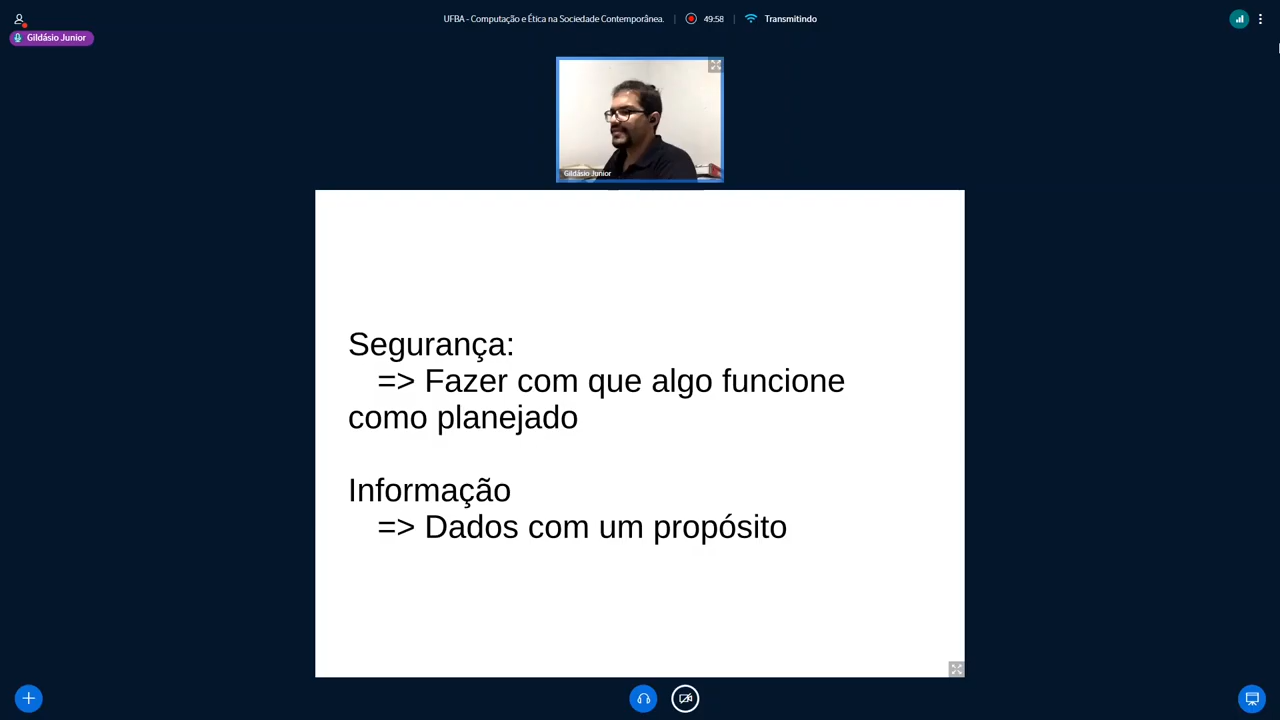 UFBA - Computação e Ética na Sociedade Contemporânea. | 49:58 | Transmitindo
Gildásio Junior
Gildásio Junior
Segurança:
=> Fazer com que algo funcione
como planejado
Informação
=> Dados com um propósito